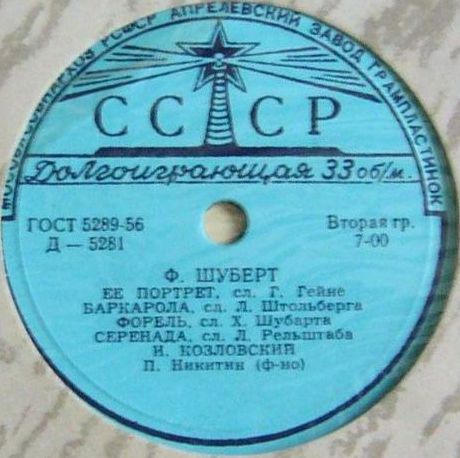 МОСОБЛСОВНАРХОЗ РСФСР АПРЕЛЕВСКИЙ ЗАВОД ГРАМПЛАСТИНОК
СССР
Долгоиграющая 33 об/м.
ГОСТ 5289-56
Д — 5281
Вторая гр.
7-00
Ф. ШУБЕРТ
ЕЕ ПОРТРЕТ, сл. Г. Гейне
БАРКАРОЛА, сл. Л. Штольберга
ФОРЕЛЬ, сл. Х. Шубарта
СЕРЕНАДА, сл. Л. Рельштаба
И. КОЗЛОВСКИЙ
П. Никитин (ф-но)